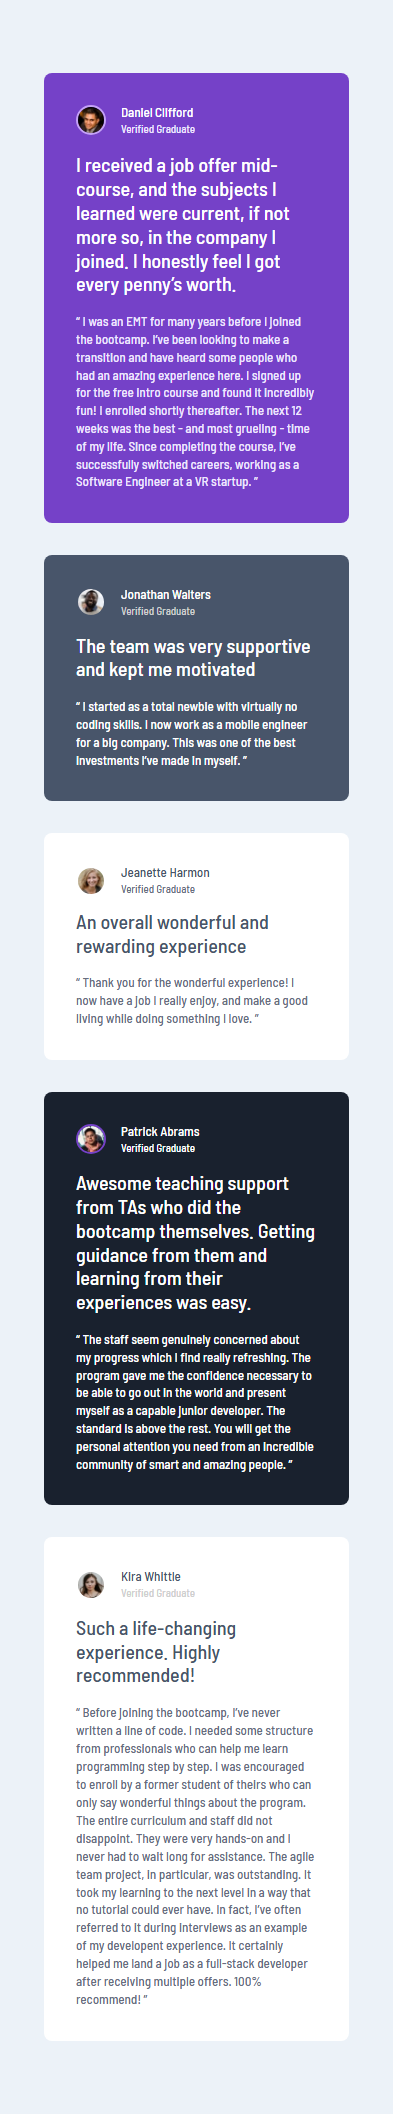 Daniel Clifford
Verified Graduate
I received a job offer mid-
course, and the subjects I
learned were current, if not
more so, in the company I
joined. I honestly feel I got
every penny’s worth.
“ I was an EMT for many years before I joined
the bootcamp. I’ve been looking to make a
transition and have heard some people who
had an amazing experience here. I signed up
for the free intro course and found it incredibly
fun! I enrolled shortly thereafter. The next 12
weeks was the best - and most grueling - time
of my life. Since completing the course, I’ve
successfully switched careers, working as a
Software Engineer at a VR startup. ”
Jonathan Walters
Verified Graduate
The team was very supportive
and kept me motivated
“ I started as a total newbie with virtually no
coding skills. I now work as a mobile engineer
for a big company. This was one of the best
investments I’ve made in myself. ”
Jeanette Harmon
Verified Graduate
An overall wonderful and
rewarding experience
“ Thank you for the wonderful experience! I
now have a job I really enjoy, and make a good
living while doing something I love. ”
Patrick Abrams
Verified Graduate
Awesome teaching support
from TAs who did the
bootcamp themselves. Getting
guidance from them and
learning from their
experiences was easy.
“ The staff seem genuinely concerned about
my progress which I find really refreshing. The
program gave me the confidence necessary to
be able to go out in the world and present
myself as a capable junior developer. The
standard is above the rest. You will get the
personal attention you need from an incredible
community of smart and amazing people. ”
Kira Whittle
Verified Graduate
Such a life-changing
experience. Highly
recommended!
“ Before joining the bootcamp, I’ve never
written a line of code. I needed some structure
from professionals who can help me learn
programming step by step. I was encouraged
to enroll by a former student of theirs who can
only say wonderful things about the program.
The entire curriculum and staff did not
disappoint. They were very hands-on and I
never had to wait long for assistance. The agile
team project, in particular, was outstanding. It
took my learning to the next level in a way that
no tutorial could ever have. In fact, I’ve often
referred to it during interviews as an example
of my developent experience. It certainly
helped me land a job as a full-stack developer
after receiving multiple offers. 100%
recommend! ”